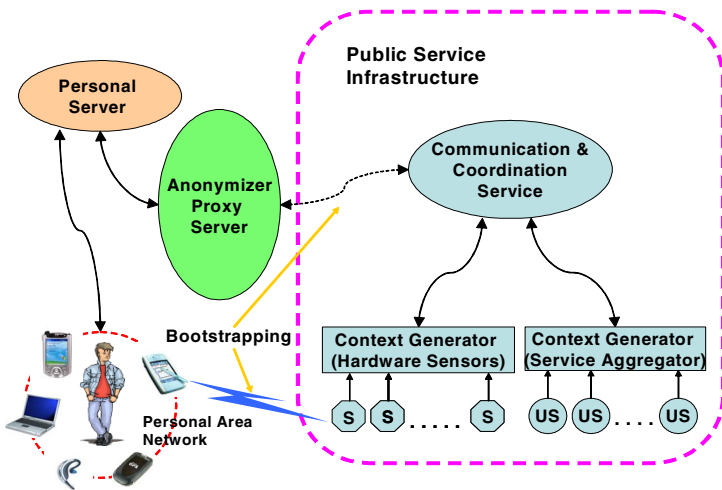 Public Service
Infrastructure
Personal
Server
Communication &
Coordination
Service
Anonymizer
Proxy
Server
Bootstrapping
Context Generator
(Hardware Sensors)
Context Generator
(Service Aggregator)
S
S
. . . . .
S
US
US
. . . .
US
Personal Area
Network